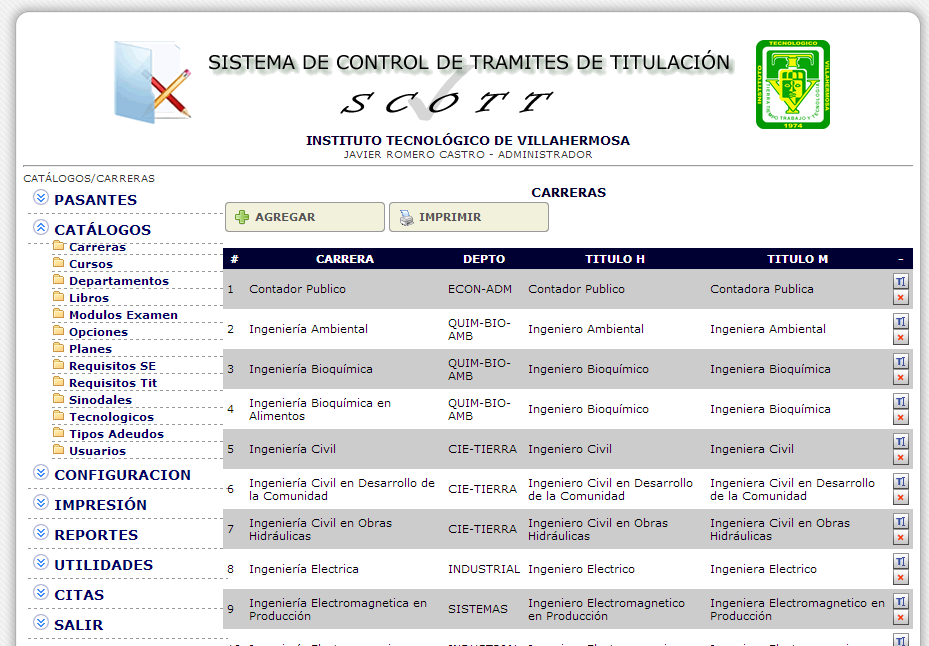 SISTEMA DE CONTROL DE TRAMITES DE TITULACIÓN
SCOTT
TECNOLOGICO
INSTITUTO
VILLAHERMOSA
1974
INSTITUTO TECNOLÓGICO DE VILLAHERMOSA
JAVIER ROMERO CASTRO - ADMINISTRADOR
CATÁLOGOS/CARRERAS
PASANTES
CATÁLOGOS
Carreras
Cursos
Departamentos
Libros
Modulos Examen
Opciones
Planes
Requisitos SE
Requisitos Tit
Sinodales
Tecnologicos
Tipos Adeudos
Usuarios
CONFIGURACION
IMPRESIÓN
REPORTES
UTILIDADES
CITAS
SALIR
CARRERAS
AGREGAR IMPRIMIR
# CARRERA DEPTO TITULO H TITULO M -
1 Contador Publico ECON-ADM Contador Publico Contadora Publica
2 Ingeniería Ambiental QUIM-BIO-AMB Ingeniero Ambiental Ingeniera Ambiental
3 Ingeniería Bioquímica QUIM-BIO-AMB Ingeniero Bioquímico Ingeniera Bioquímica
4 Ingeniería Bioquímica en Alimentos QUIM-BIO-AMB Ingeniero Bioquímico Ingeniera Bioquímica
5 Ingeniería Civil CIE-TIERRA Ingeniero Civil Ingeniera Civil
6 Ingeniería Civil en Desarrollo de la Comunidad CIE-TIERRA Ingeniero Civil en Desarrollo de la Comunidad Ingeniera Civil en Desarrollo de la Comunidad
7 Ingeniería Civil en Obras Hidráulicas CIE-TIERRA Ingeniero Civil en Obras Hidráulicas Ingeniera Civil en Obras Hidráulicas
8 Ingeniería Electrica INDUSTRIAL Ingeniero Electrico Ingeniera Electrico
9 Ingeniería Electromagnetica en Producción SISTEMAS Ingeniero Electromagnetico en Producción Ingeniera Electromagnetico en Producción